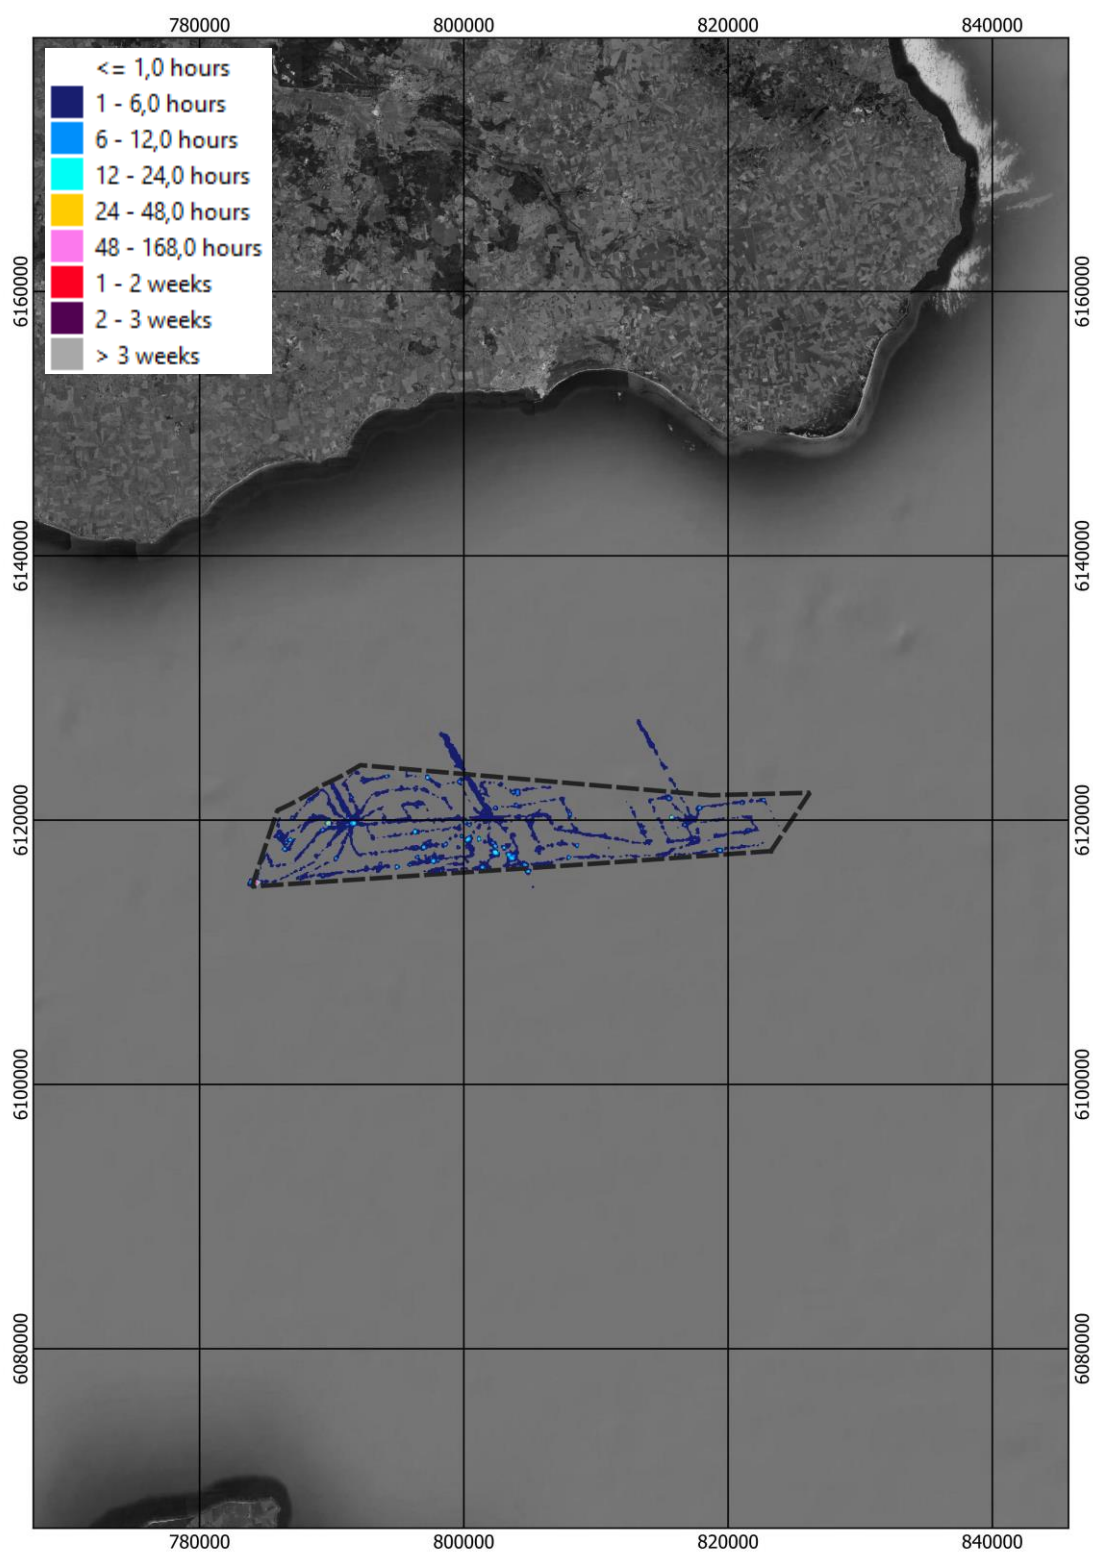 780000 800000 820000 840000
<= 1,0 hours
1 - 6,0 hours
6 - 12,0 hours
12 - 24,0 hours
24 - 48,0 hours
48 - 168,0 hours
1 - 2 weeks
2 - 3 weeks
> 3 weeks
6160000 6160000
6140000 6140000
6120000 6120000
6100000 6100000
6080000 6080000
780000 800000 820000 840000